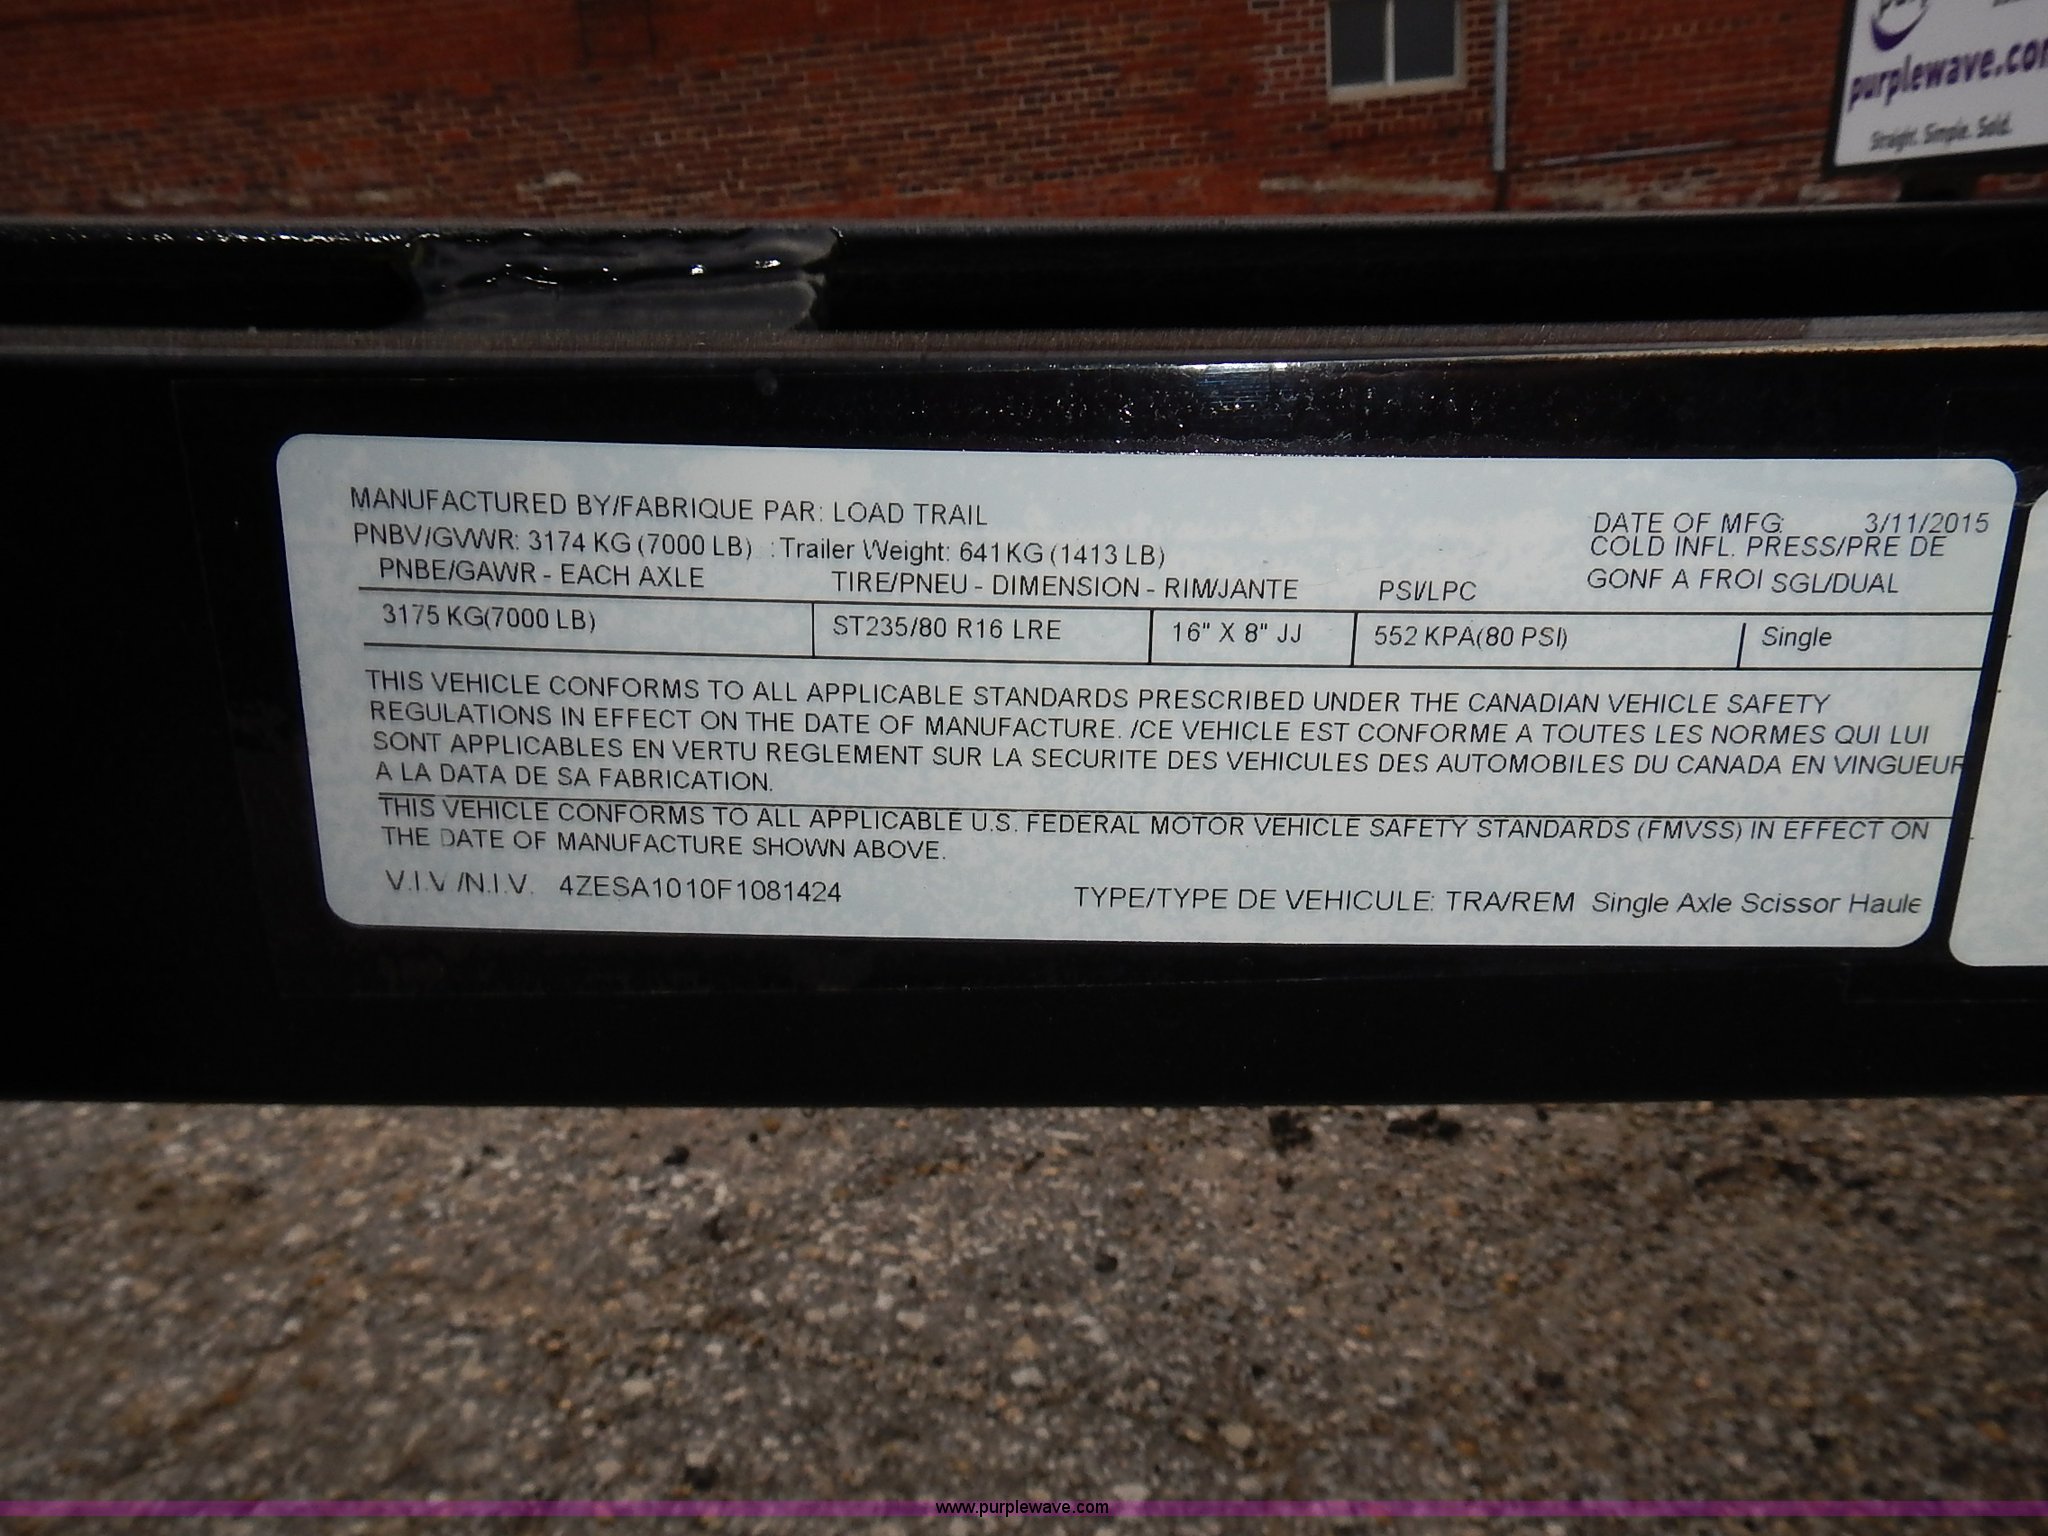 purplewave.com
Straight. Simple. Sold.
MANUFACTURED BY/FABRIQUE PAR: LOAD TRAIL
DATE OF MFG: 3/11/2015
PNBV/GVWR: 3174 KG (7000 LB) : Trailer Weight: 641KG (1413 LB)
COLD INFL. PRESS/PRE DE
PNBE/GAWR - EACH AXLE TIRE/PNEU - DIMENSION - RIM/JANTE PSI/LPC GONF A FROI SGL/DUAL
3175 KG(7000 LB) ST235/80 R16 LRE 16" X 8" JJ 552 KPA(80 PSI) Single
THIS VEHICLE CONFORMS TO ALL APPLICABLE STANDARDS PRESCRIBED UNDER THE CANADIAN VEHICLE SAFETY
REGULATIONS IN EFFECT ON THE DATE OF MANUFACTURE. /CE VEHICLE EST CONFORME A TOUTES LES NORMES QUI LUI
SONT APPLICABLES EN VERTU REGLEMENT SUR LA SECURITE DES VEHICULES DES AUTOMOBILES DU CANADA EN VINGUEUR
A LA DATA DE SA FABRICATION.
THIS VEHICLE CONFORMS TO ALL APPLICABLE U.S. FEDERAL MOTOR VEHICLE SAFETY STANDARDS (FMVSS) IN EFFECT ON
THE DATE OF MANUFACTURE SHOWN ABOVE.
V.I.V /N.I.V. 4ZESA1010F1081424 TYPE/TYPE DE VEHICULE: TRA/REM Single Axle Scissor Haule
www.purplewave.com